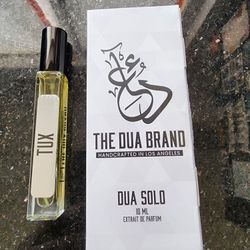 TUX
THE DUA BRAND
HANDCRAFTED IN LOS ANGELES
DUA SOLO
10 ML
EXTRAIT DE PARFUM